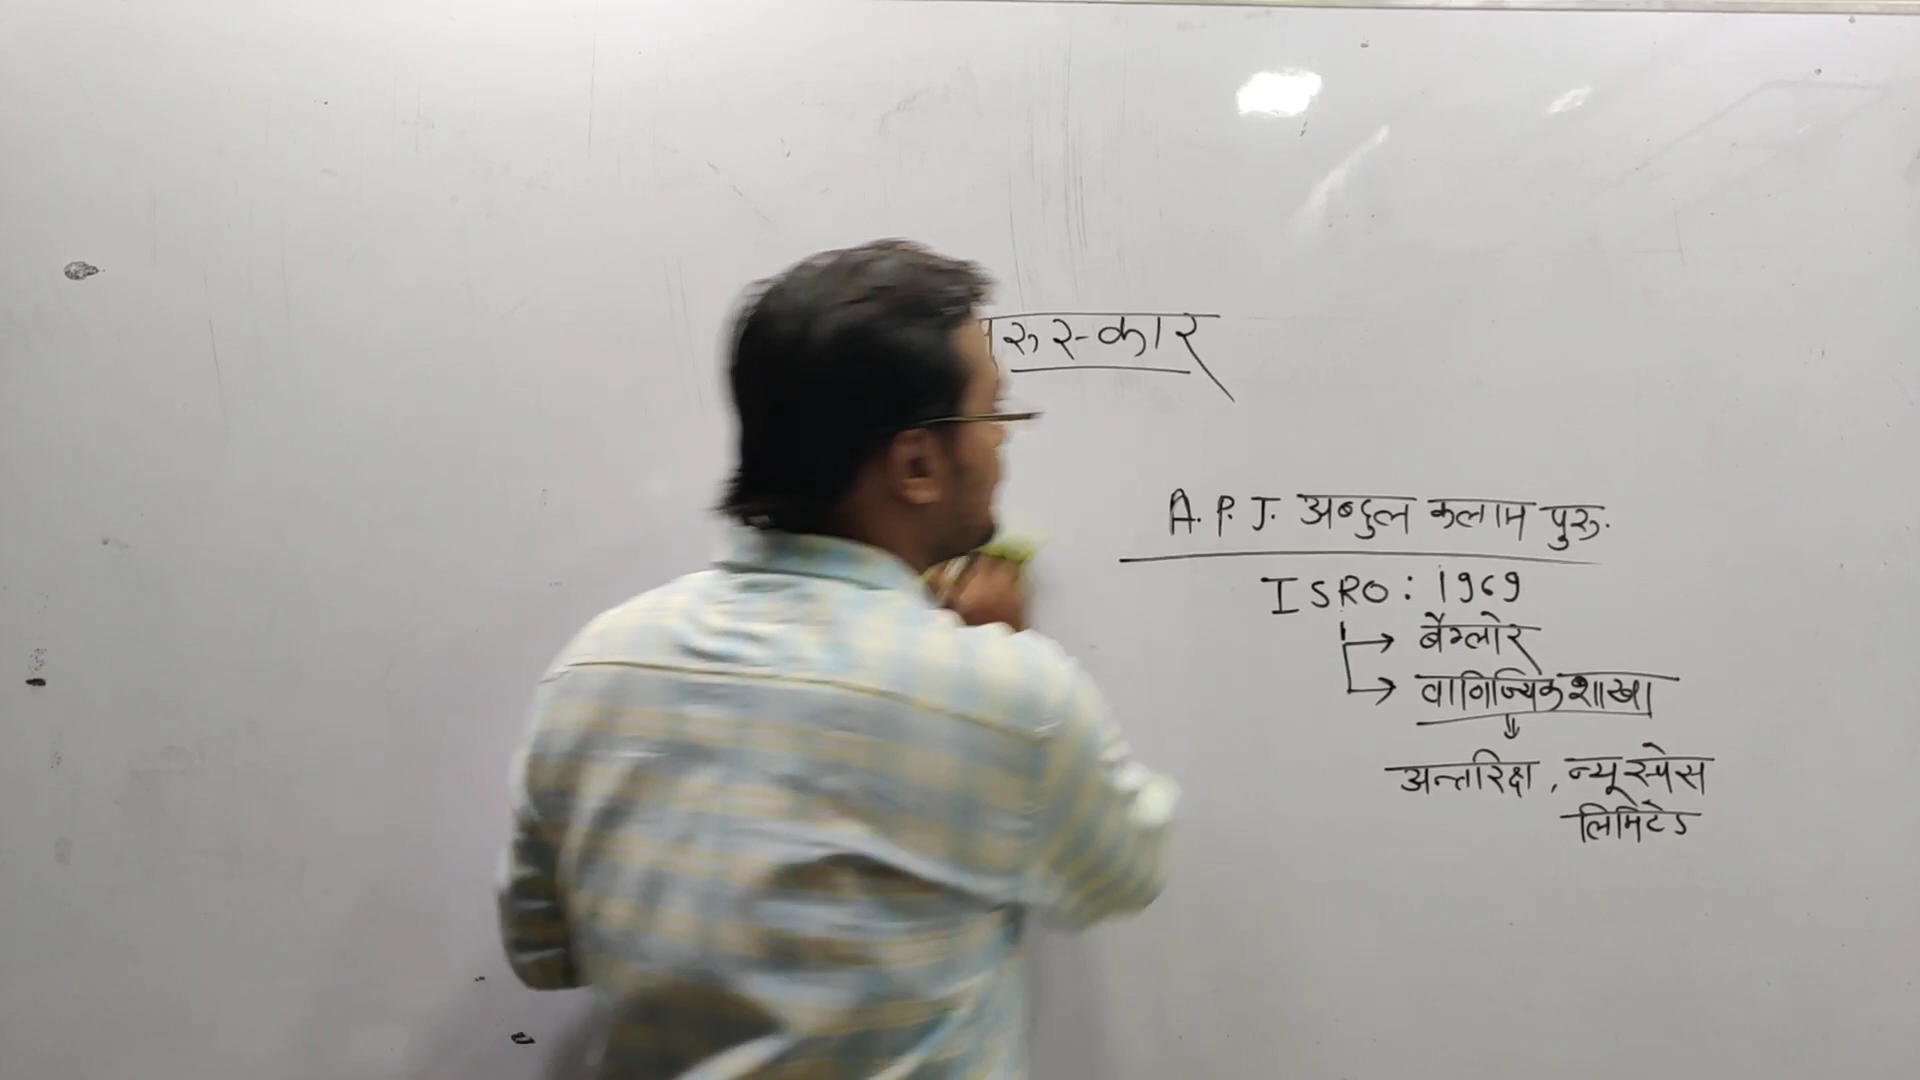 A. P. J. अब्दुल कलाम पुरु.
ISRO : 1969
→ बैंग्लोर
→ वाणिज्यिक शाखा
⇓
अन्तरिक्ष, न्यू स्पेस
लिमिटेड